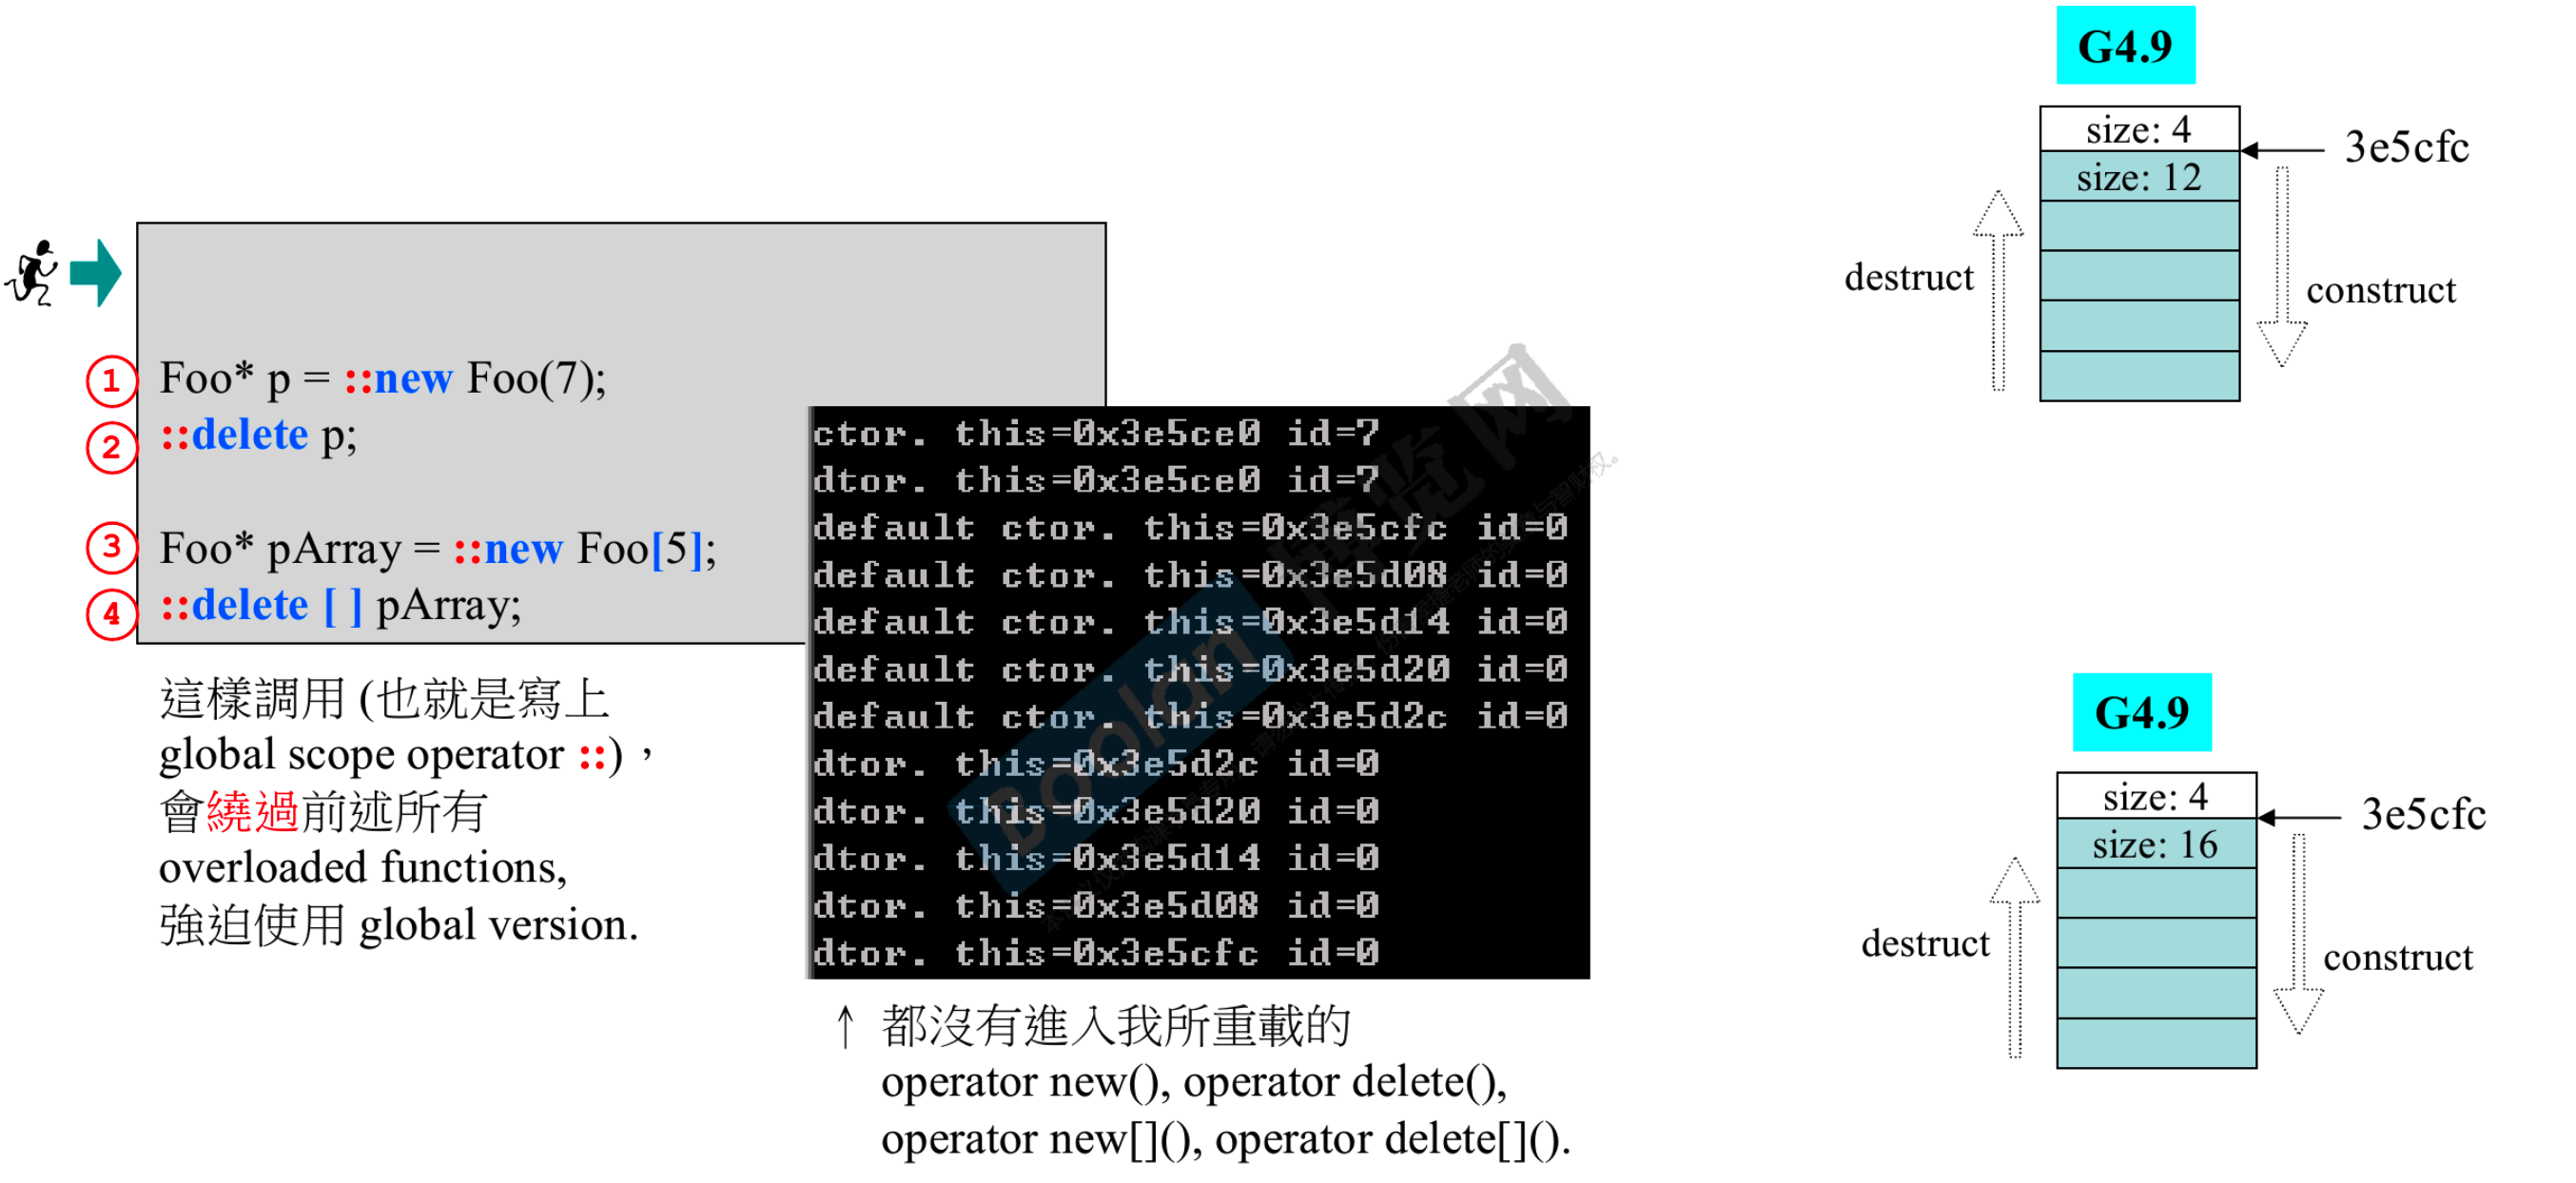 G4.9
size: 4
3e5cfc
size: 12
destruct
construct
① Foo* p = ::new Foo(7);
② ::delete p;
③ Foo* pArray = ::new Foo[5];
④ ::delete [ ] pArray;
這樣調用 (也就是寫上
global scope operator ::)，
會繞過前述所有
overloaded functions,
強迫使用 global version.
ctor. this=0x3e5ce0 id=7
dtor. this=0x3e5ce0 id=7
default ctor. this=0x3e5cfc id=0
default ctor. this=0x3e5d08 id=0
default ctor. this=0x3e5d14 id=0
default ctor. this=0x3e5d20 id=0
default ctor. this=0x3e5d2c id=0
dtor. this=0x3e5d2c id=0
dtor. this=0x3e5d20 id=0
dtor. this=0x3e5d14 id=0
dtor. this=0x3e5d08 id=0
dtor. this=0x3e5cfc id=0
Boolan 博览网
↑ 都沒有進入我所重載的
operator new(), operator delete(),
operator new[](), operator delete[]().
G4.9
size: 4
3e5cfc
size: 16
destruct
construct